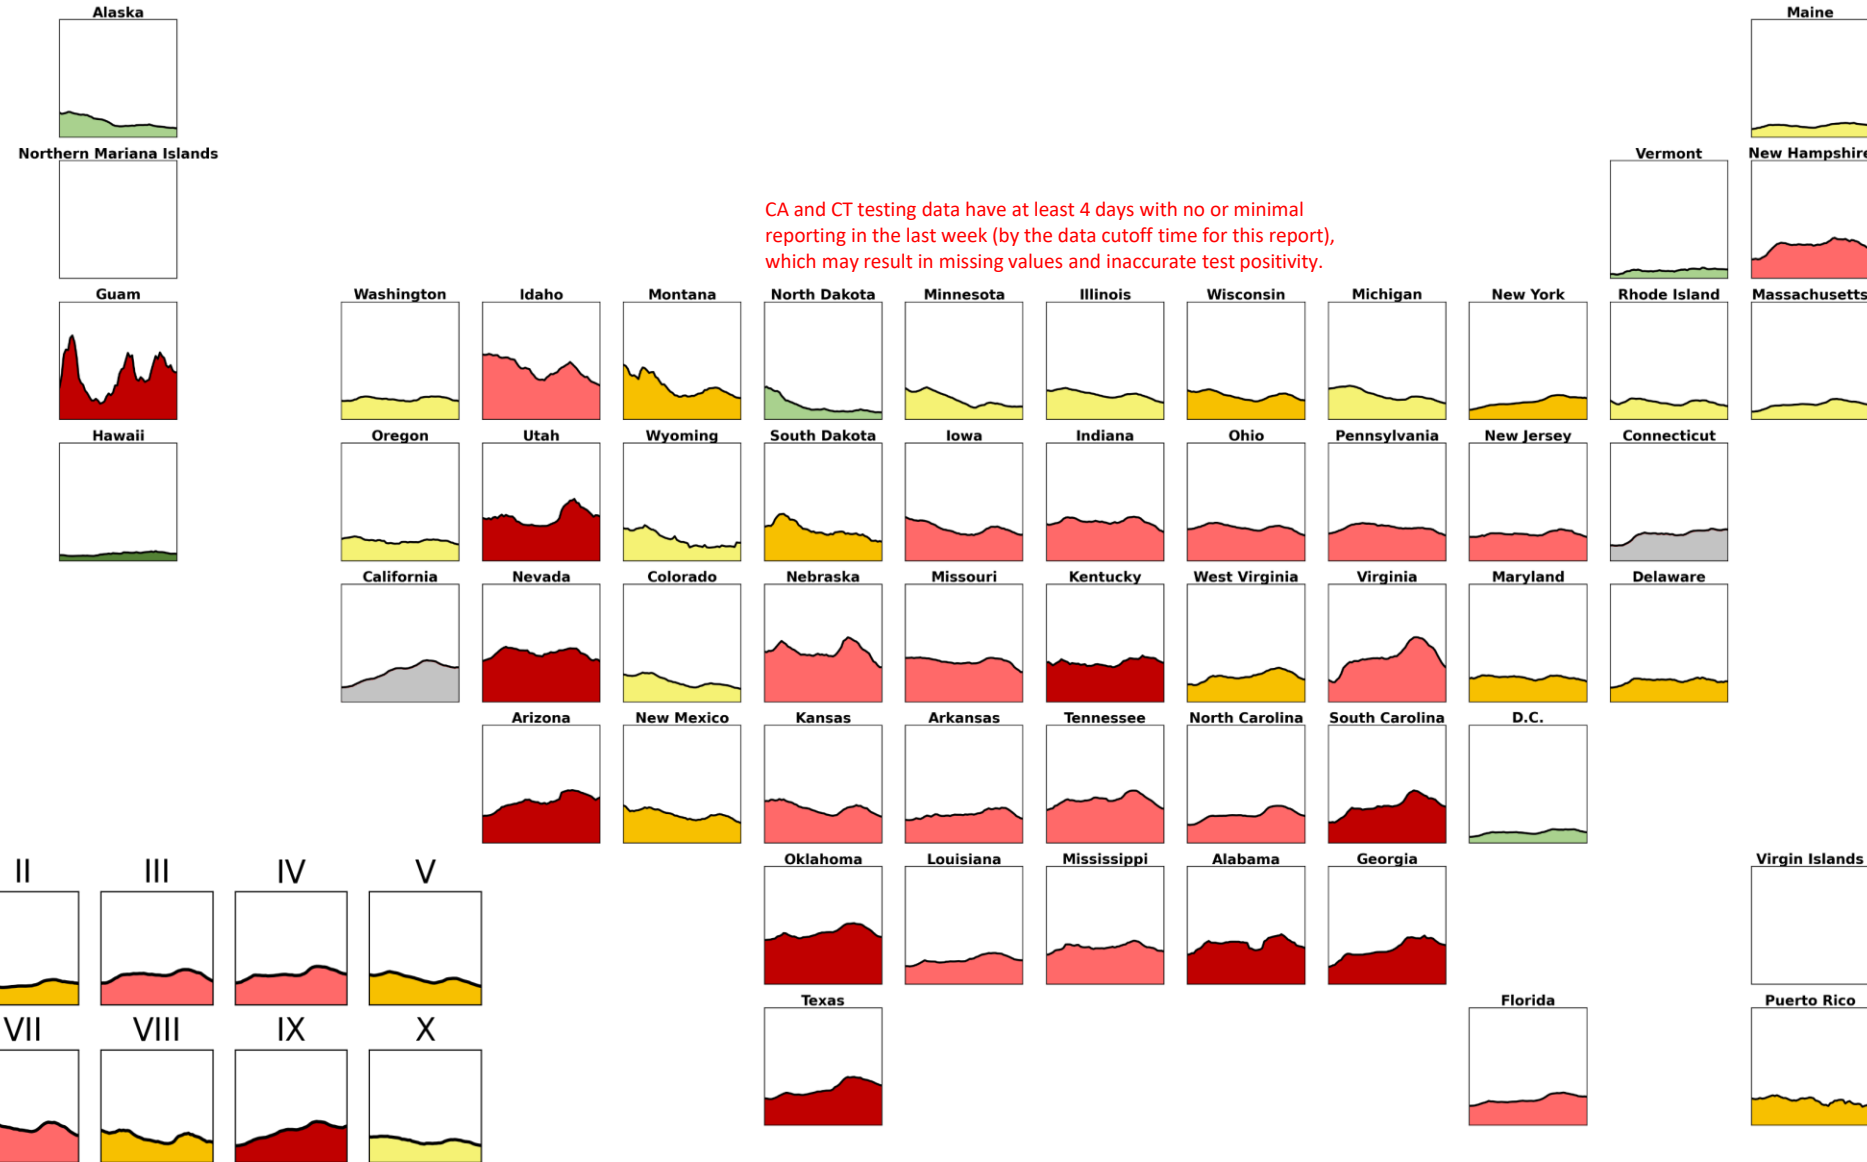 Alaska
Maine
Northern Mariana Islands
Vermont
New Hampshire
CA and CT testing data have at least 4 days with no or minimal
reporting in the last week (by the data cutoff time for this report),
which may result in missing values and inaccurate test positivity.
Guam
Washington
Idaho
Montana
North Dakota
Minnesota
Illinois
Wisconsin
Michigan
New York
Rhode Island
Massachusetts
Hawaii
Oregon
Utah
Wyoming
South Dakota
Iowa
Indiana
Ohio
Pennsylvania
New Jersey
Connecticut
California
Nevada
Colorado
Nebraska
Missouri
Kentucky
West Virginia
Virginia
Maryland
Delaware
Arizona
New Mexico
Kansas
Arkansas
Tennessee
North Carolina
South Carolina
D.C.
Oklahoma
Louisiana
Mississippi
Alabama
Georgia
Virgin Islands
II
III
IV
V
Texas
Florida
Puerto Rico
VII
VIII
IX
X